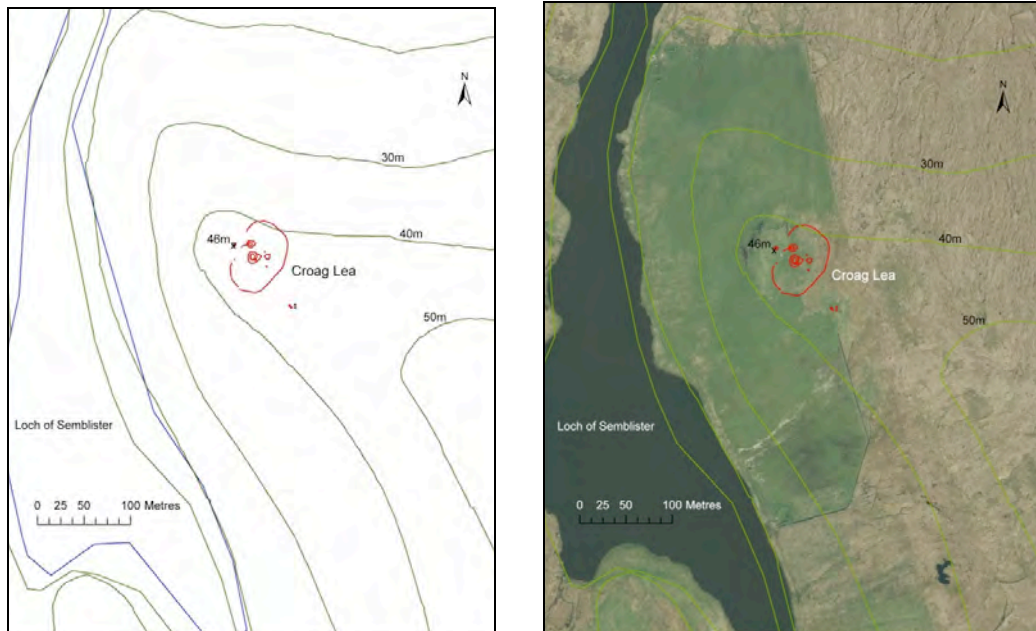 N
30m
40m
46m
Croag Lea
50m
Loch of Semblister
0 25 50 100 Metres
N
30m
40m
46m
Croag Lea
50m
Loch of Semblister
0 25 50 100 Metres